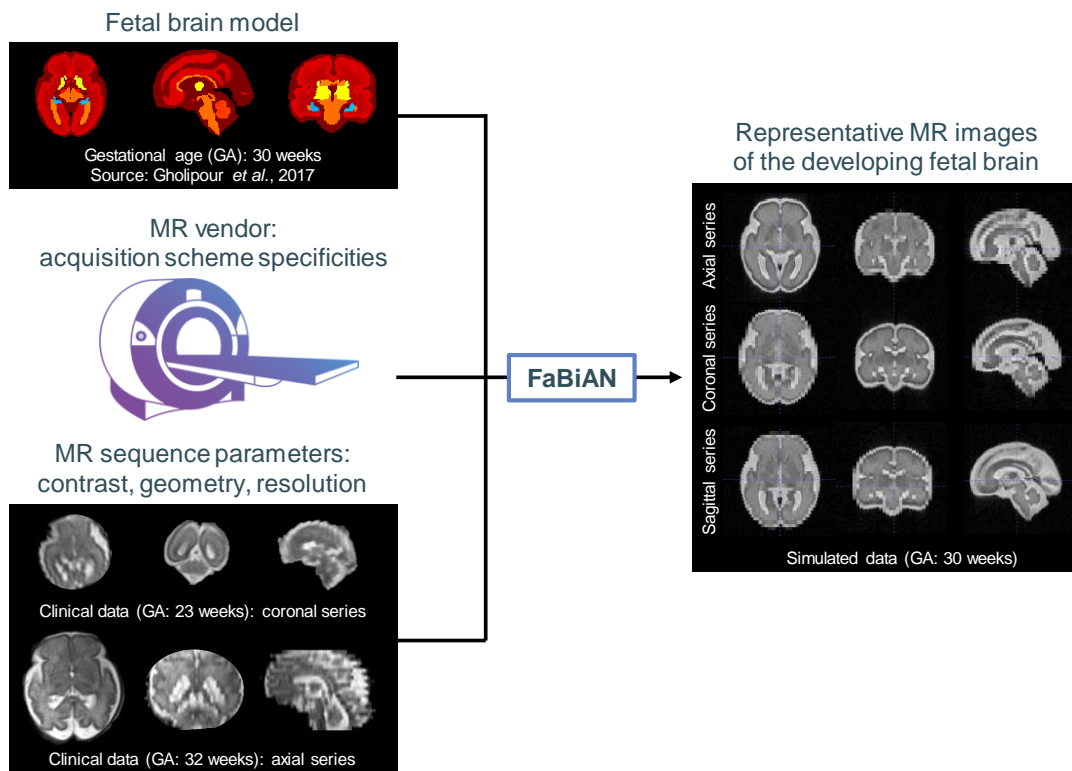 Fetal brain model
Gestational age (GA): 30 weeks
Source: Gholipour et al., 2017
MR vendor:
acquisition scheme specificities
MR sequence parameters:
contrast, geometry, resolution
Clinical data (GA: 23 weeks): coronal series
Clinical data (GA: 32 weeks): axial series
FaBiAN
Representative MR images
of the developing fetal brain
Axial series
Coronal series
Sagittal series
Simulated data (GA: 30 weeks)